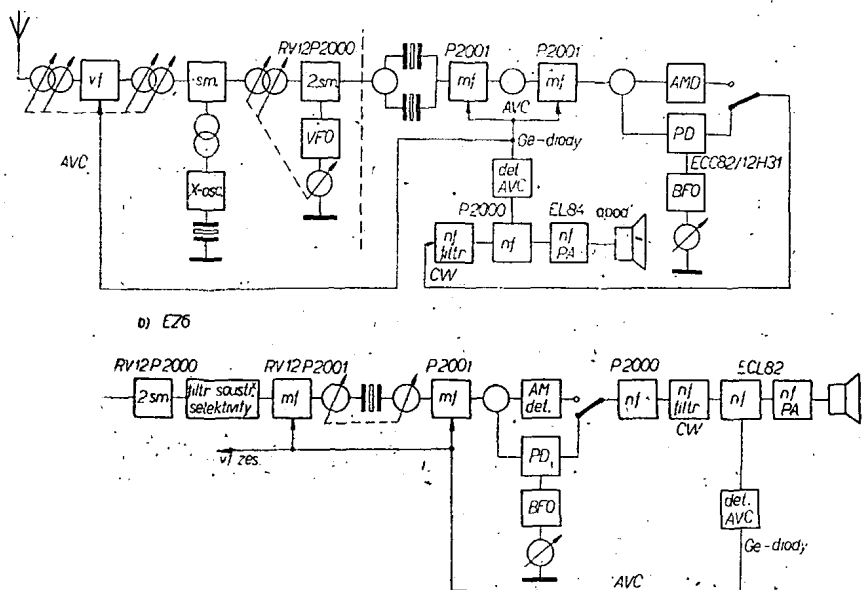 RV12P2000
P2001
P2001
vf
sm.
2.sm.
mf
mf
AMD
AVC
Ge-diody
VFO
PD
AVC
det.
AVC
ECC82/12H31
X-osc.
P2000
EL84
apod.
BFO
nf
filtr
nf
nf
PA
CW
b) EZ6
RV12P2000
RV12P2001
P2001
P2000
ECL82
2sm.
filtr soustř.
selektivity
mf
mf
AM
det.
nf
nf
filtr
nf
nf
PA
CW
vf zes.
PD
BFO
det.
AVC
Ge-diody
AVC